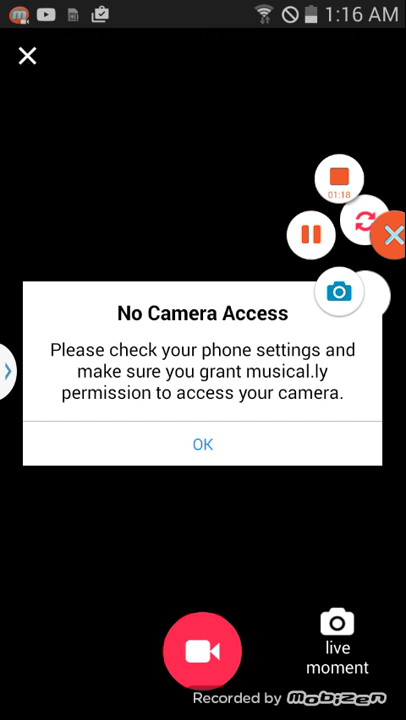 1:16 AM
01:18
No Camera Access
Please check your phone settings and
make sure you grant musical.ly
permission to access your camera.
OK
live
moment
Recorded by mobizen